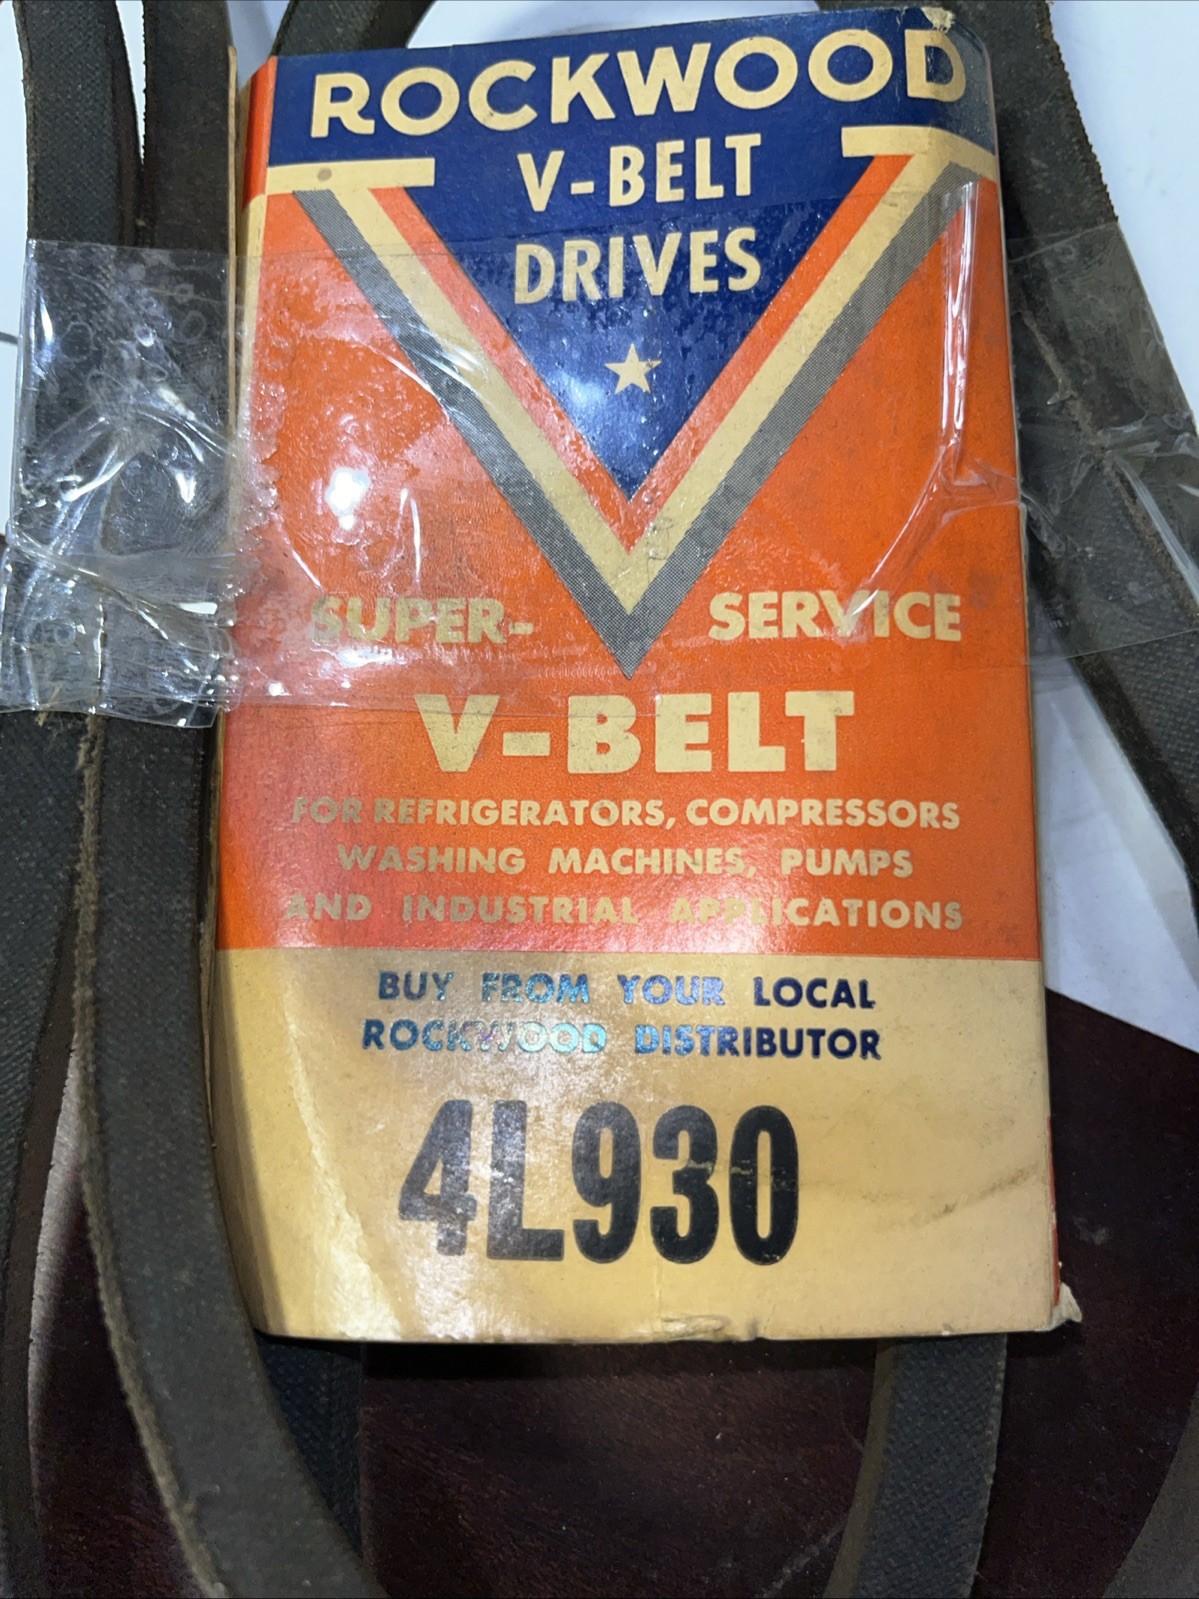 ROCKWOOD
V-BELT
DRIVES
SUPER- SERVICE
V-BELT
FOR REFRIGERATORS, COMPRESSORS
WASHING MACHINES, PUMPS
AND INDUSTRIAL APPLICATIONS
BUY FROM YOUR LOCAL
ROCKWOOD DISTRIBUTOR
4L930